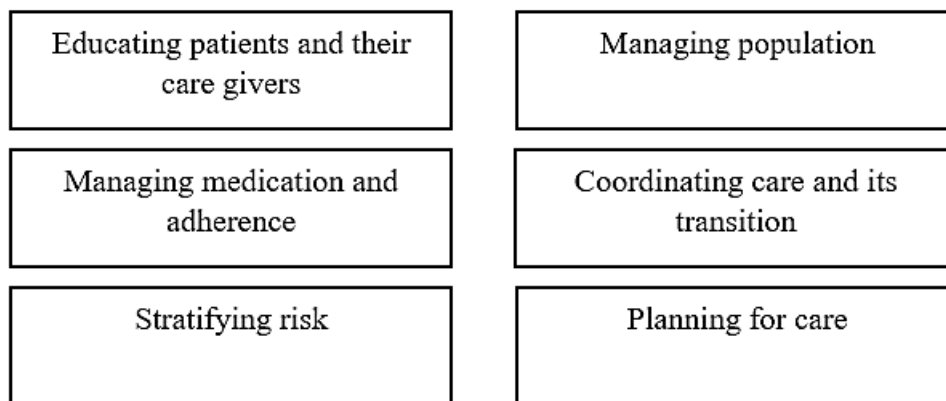 Educating patients and their
care givers
Managing population
Managing medication and
adherence
Coordinating care and its
transition
Stratifying risk
Planning for care